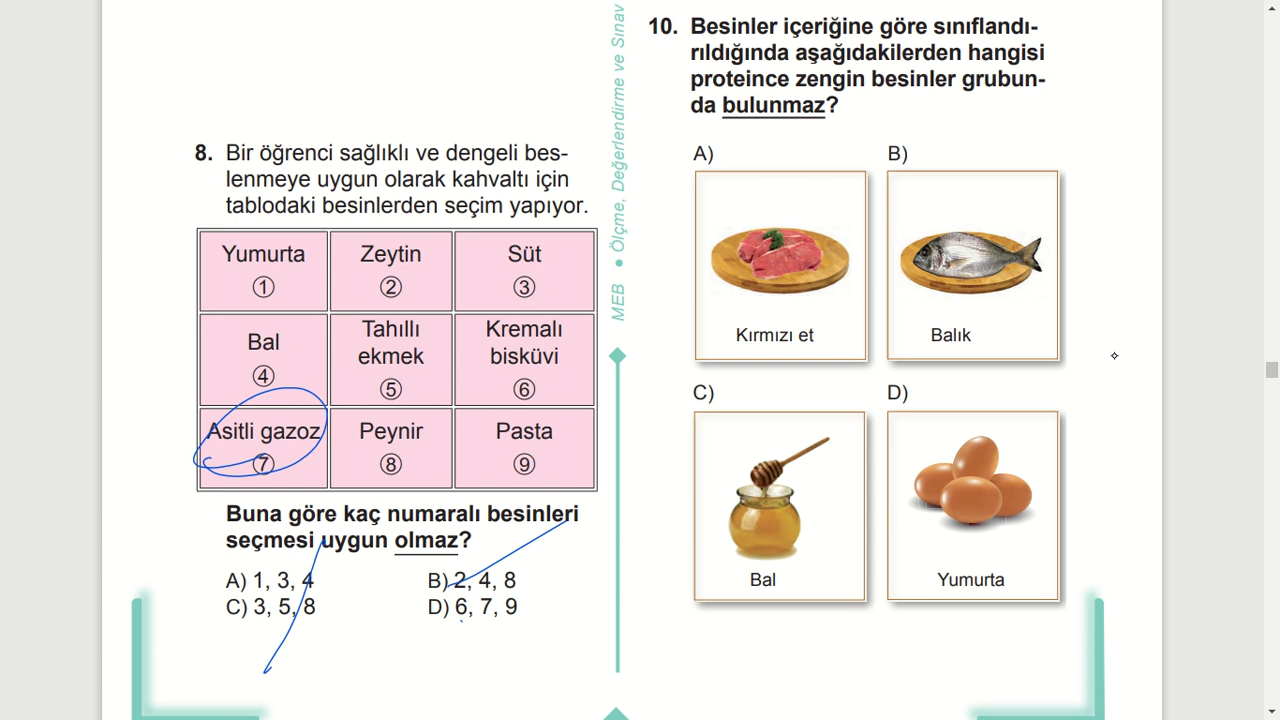 8. Bir öğrenci sağlıklı ve dengeli bes-
lenmeye uygun olarak kahvaltı için
tablodaki besinlerden seçim yapıyor.
Yumurta Zeytin Süt
① ② ③
Bal Tahıllı ekmek Kremalı bisküvi
④ ⑤ ⑥
Asitli gazoz Peynir Pasta
⑦ ⑧ ⑨
Buna göre kaç numaralı besinleri
seçmesi uygun olmaz?
A) 1, 3, 4 B) 2, 4, 8
C) 3, 5, 8 D) 6, 7, 9
MEB • Ölçme, Değerlendirme ve Sınav
10. Besinler içeriğine göre sınıflandı-
rıldığında aşağıdakilerden hangisi
proteince zengin besinler grubun-
da bulunmaz?
A) B)
Kırmızı et Balık
C) D)
Bal Yumurta